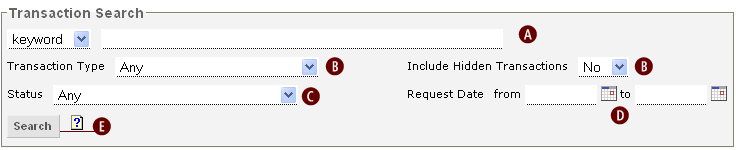 Transaction Search
keyword A
Transaction Type Any B Include Hidden Transactions No B
Status Any C Request Date from to D
Search ? E